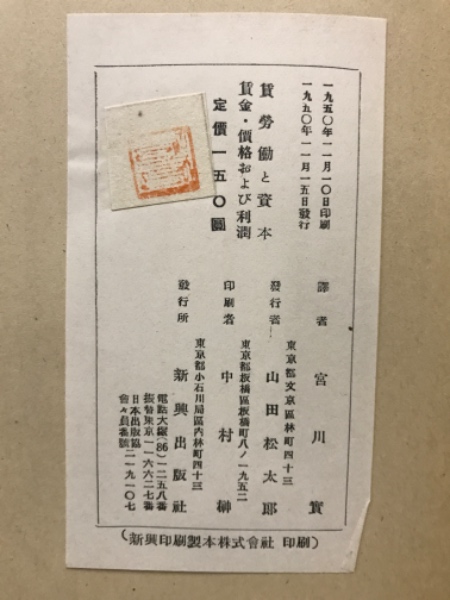 一九五〇年一一月一〇日印刷
一九五〇年一一月一五日發行
賃勞働と資本
賃金・價格および利潤
定價一五〇圓
譯者 宮川實
東京都文京區林町四十三
發行者 山田松太郎
東京都板橋區板橋町八ノ一九五二
印刷者 中村榊
東京都小石川局區內林町四十三
發行所 新興出版社
電話大塚(86)一二五八番
振替東京一一六六二七番
日本出版協會々員番號二一九一〇七
(新興印刷製本株式會社 印刷)